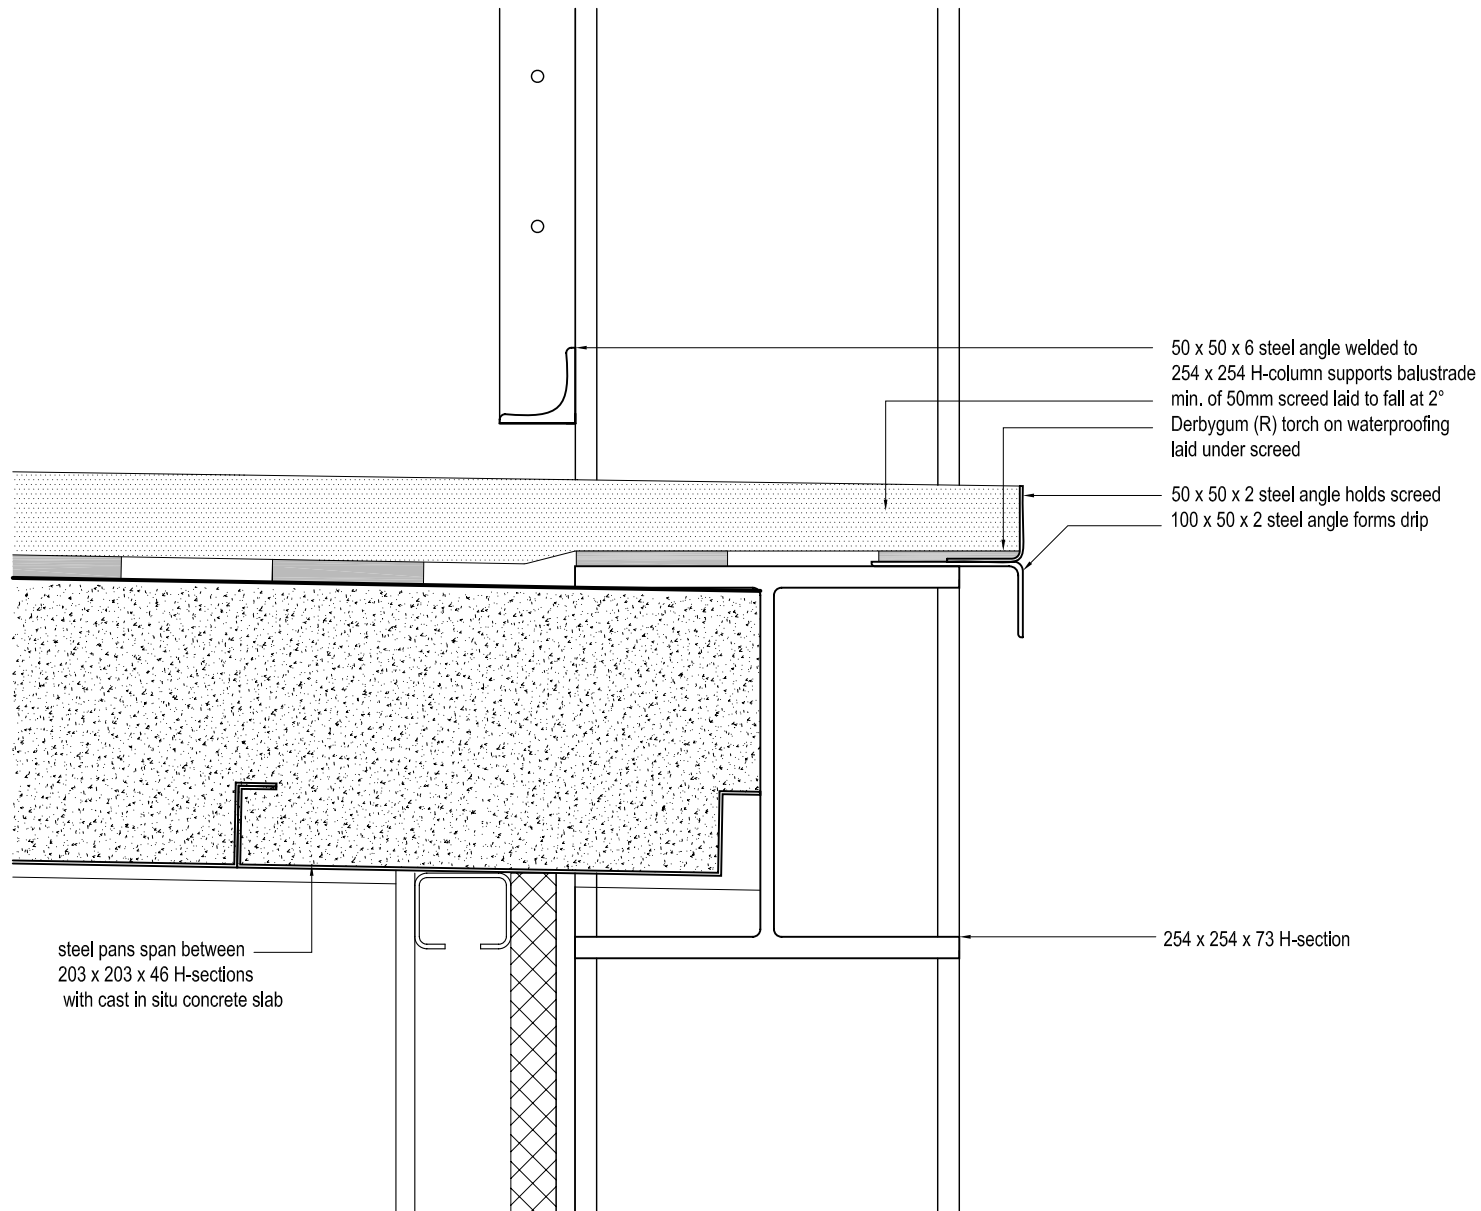 50 x 50 x 6 steel angle welded to
254 x 254 H-column supports balustrade
min. of 50mm screed laid to fall at 2°
Derbygum (R) torch on waterproofing
laid under screed
50 x 50 x 2 steel angle holds screed
100 x 50 x 2 steel angle forms drip
254 x 254 x 73 H-section
steel pans span between
203 x 203 x 46 H-sections
with cast in situ concrete slab